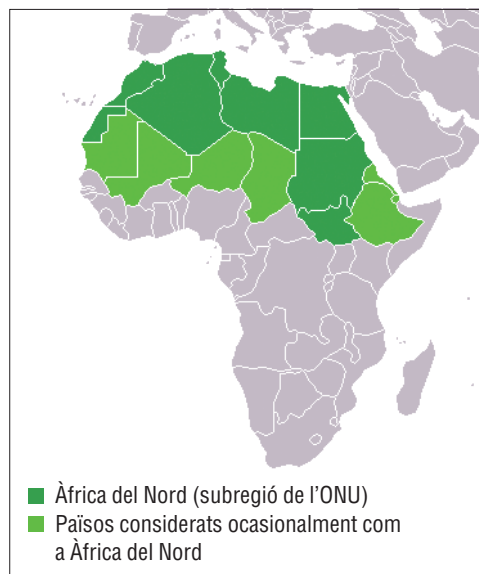 Àfrica del Nord (subregió de l’ONU)
Països considerats ocasionalment com
a Àfrica del Nord